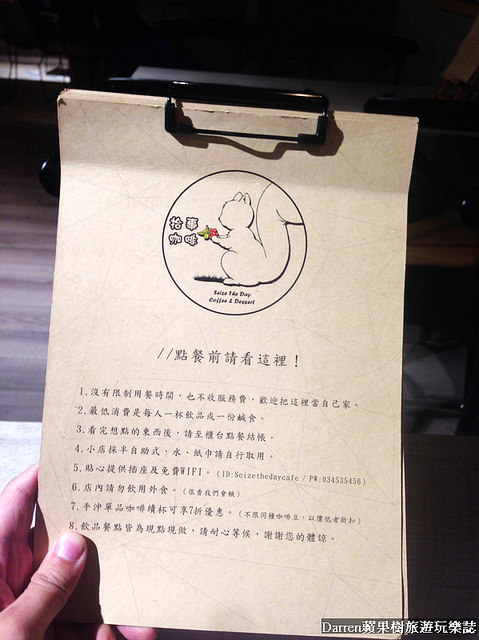 拾事
咖啡
Seize The Day
Coffee & Dessert
//點餐前請看這裡！
1.沒有限制用餐時間，也不收服務費，歡迎把這裡當自己家。
2.最低消費是每人一杯飲品或一份鹹食。
3.看完想點的東西後，請至櫃台點餐結帳。
4.小店採半自助式，水、紙巾請自行取用。
5.貼心提供插座及免費WIFI。(ID:Seizethedaycafe / PW:034535456)
6.店內請勿飲用外食。(很香我們會餓)
7.手沖單品咖啡續杯可享7折優惠。(不限同種咖啡豆，以價低者折扣)
8.飲品餐點皆為現點現做，請耐心等候，謝謝您的體諒。
Darren蘋果樹旅遊玩樂誌